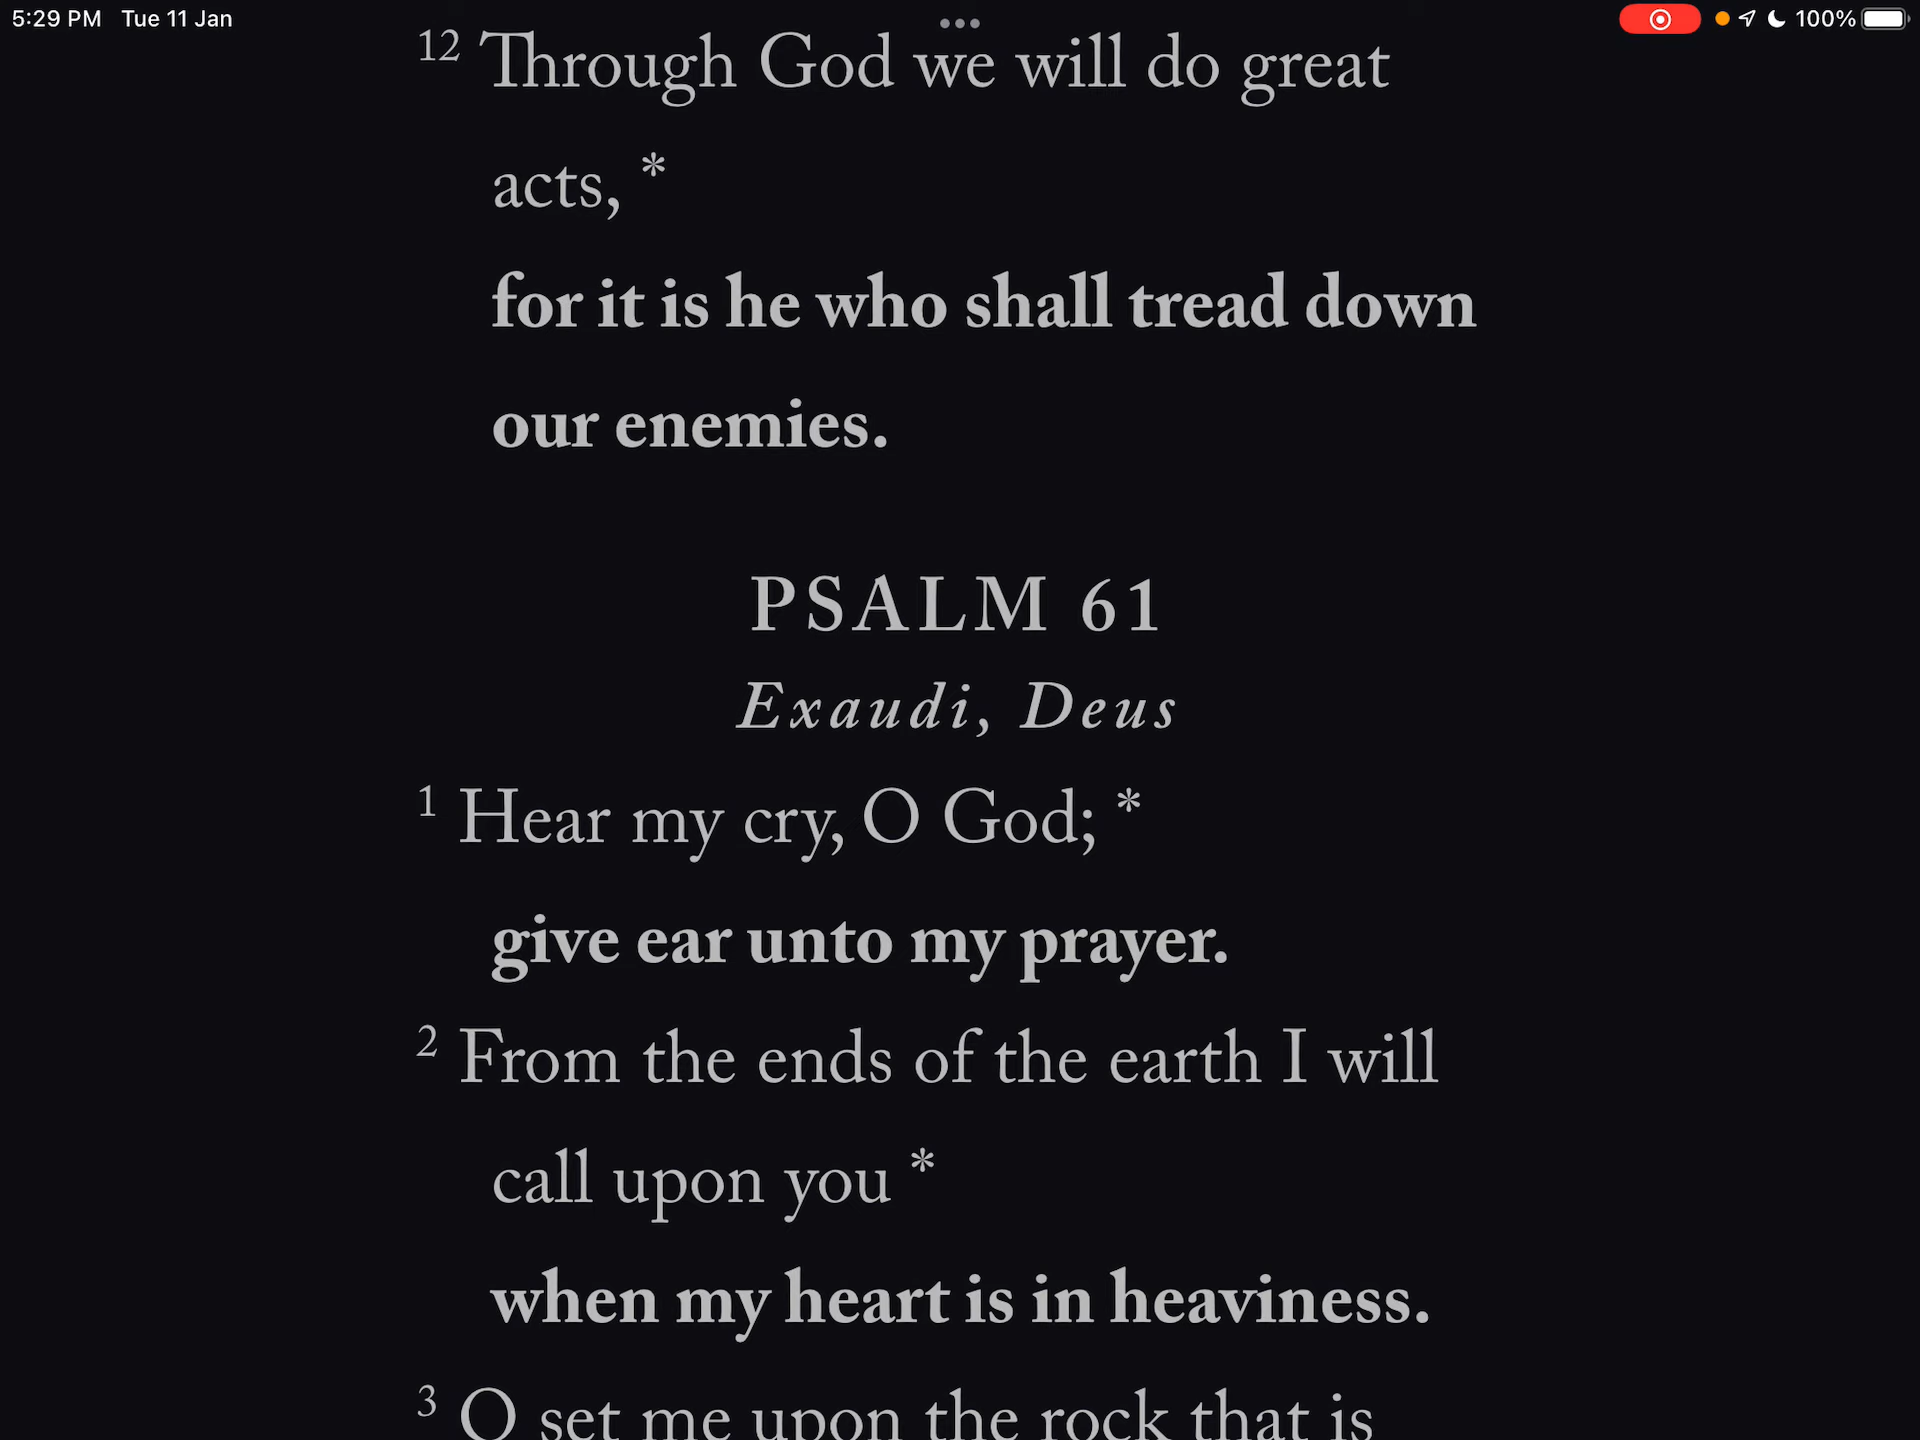 5:29 PM Tue 11 Jan 100%
12 Through God we will do great
acts, *
for it is he who shall tread down
our enemies.
PSALM 61
Exaudi, Deus
1 Hear my cry, O God; *
give ear unto my prayer.
2 From the ends of the earth I will
call upon you *
when my heart is in heaviness.
3 O set me upon the rock that is